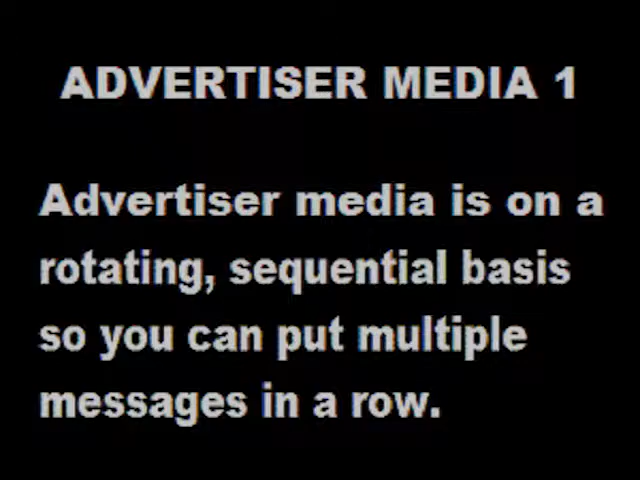 ADVERTISER MEDIA 1
Advertiser media is on a
rotating, sequential basis
so you can put multiple
messages in a row.